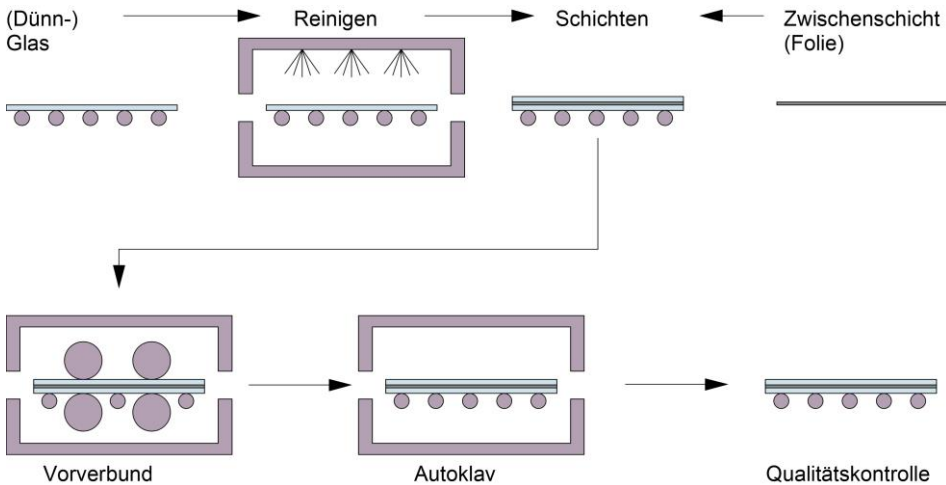 (Dünn-)
Glas
Reinigen
Schichten
Zwischenschicht
(Folie)
Vorverbund
Autoklav
Qualitätskontrolle